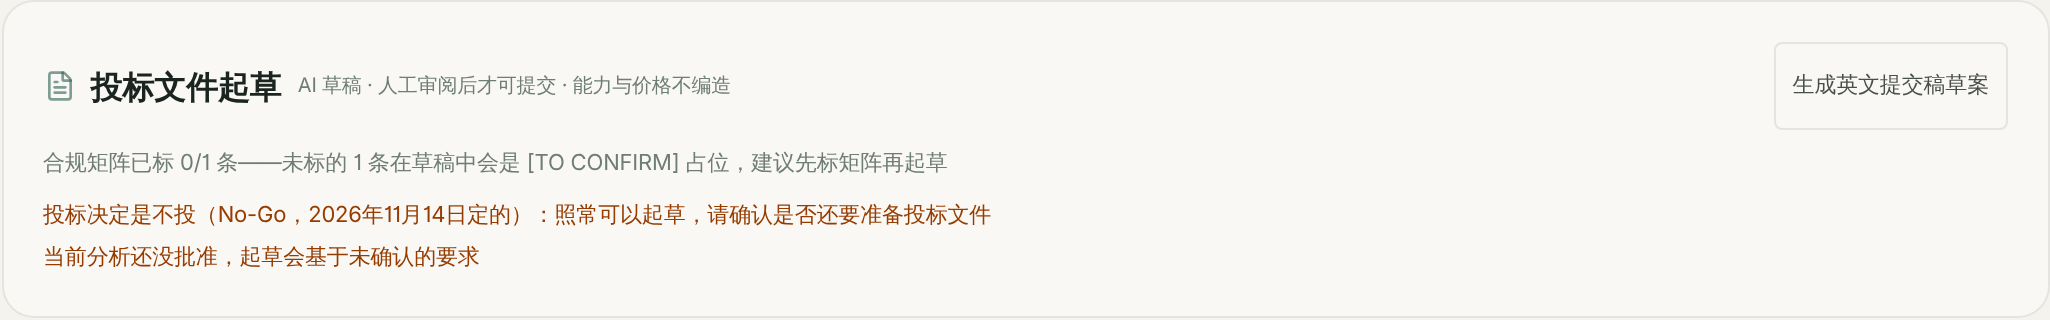 投标文件起草 AI 草稿 · 人工审阅后才可提交 · 能力与价格不编造 生成英文提交稿草案
合规矩阵已标 0/1 条——未标的 1 条在草稿中会是 [TO CONFIRM] 占位，建议先标矩阵再起草
投标决定是不投（No-Go，2026年11月14日定的）：照常可以起草，请确认是否还要准备投标文件
当前分析还没批准，起草会基于未确认的要求